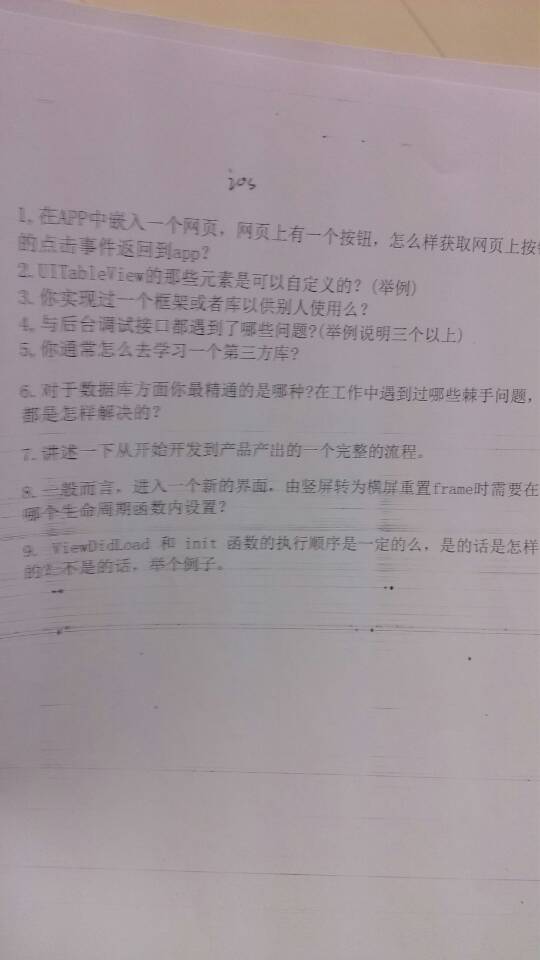 ios
1、在APP中嵌入一个网页，网页上有一个按钮，怎么样获取网页上按
的点击事件返回到app？
2、UITableView的那些元素是可以自定义的？(举例)
3、你实现过一个框架或者库以供别人使用么？
4、与后台调试接口都遇到了哪些问题?(举例说明三个以上)
5、你通常怎么去学习一个第三方库?
6、对于数据库方面你最精通的是哪种?在工作中遇到过哪些棘手问题，
都是怎样解决的？
7、讲述一下从开始开发到产品产出的一个完整的流程。
8、一般而言，进入一个新的界面，由竖屏转为横屏重置frame时需要在
哪个生命周期函数内设置？
9、ViewDidLoad 和 init 函数的执行顺序是一定的么，是的话是怎样
的？不是的话，举个例子。